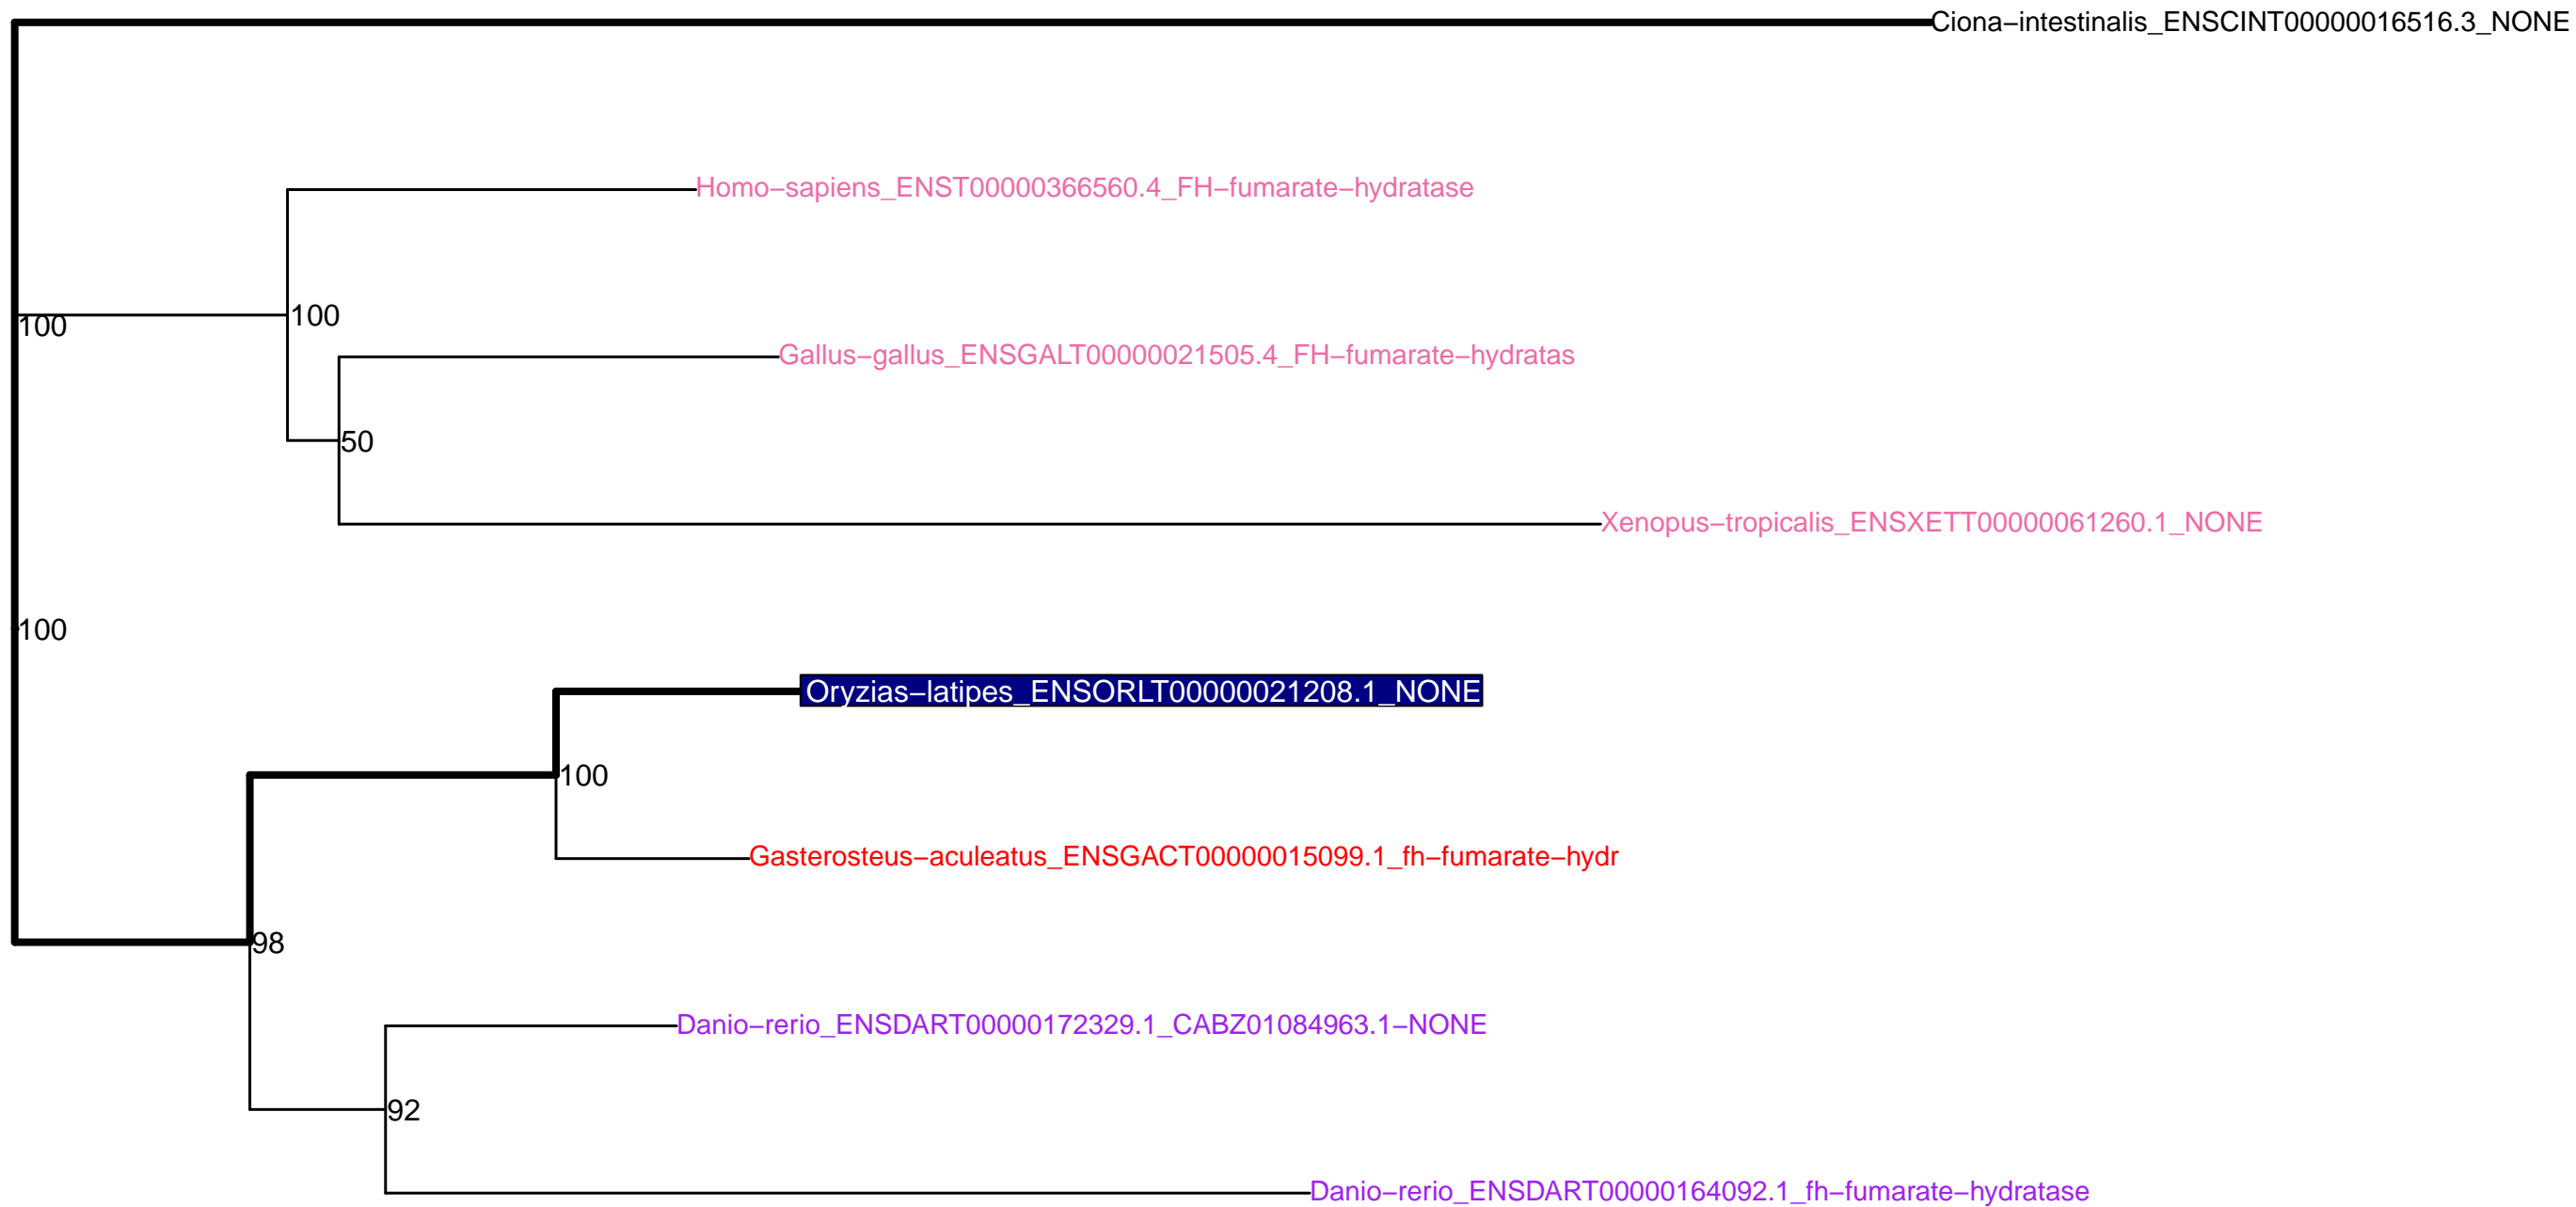 Ciona−intestinalis_ENSCINT00000016516.3_NONE
Homo−sapiens_ENST00000366560.4_FH−fumarate−hydratase
100
100
Gallus−gallus_ENSGALT00000021505.4_FH−fumarate−hydratas
50
Xenopus−tropicalis_ENSXETT00000061260.1_NONE
100
Oryzias−latipes_ENSORLT00000021208.1_NONE
100
Gasterosteus−aculeatus_ENSGACT00000015099.1_fh−fumarate−hydr
98
Danio−rerio_ENSDART00000172329.1_CABZ01084963.1−NONE
92
Danio−rerio_ENSDART00000164092.1_fh−fumarate−hydratase